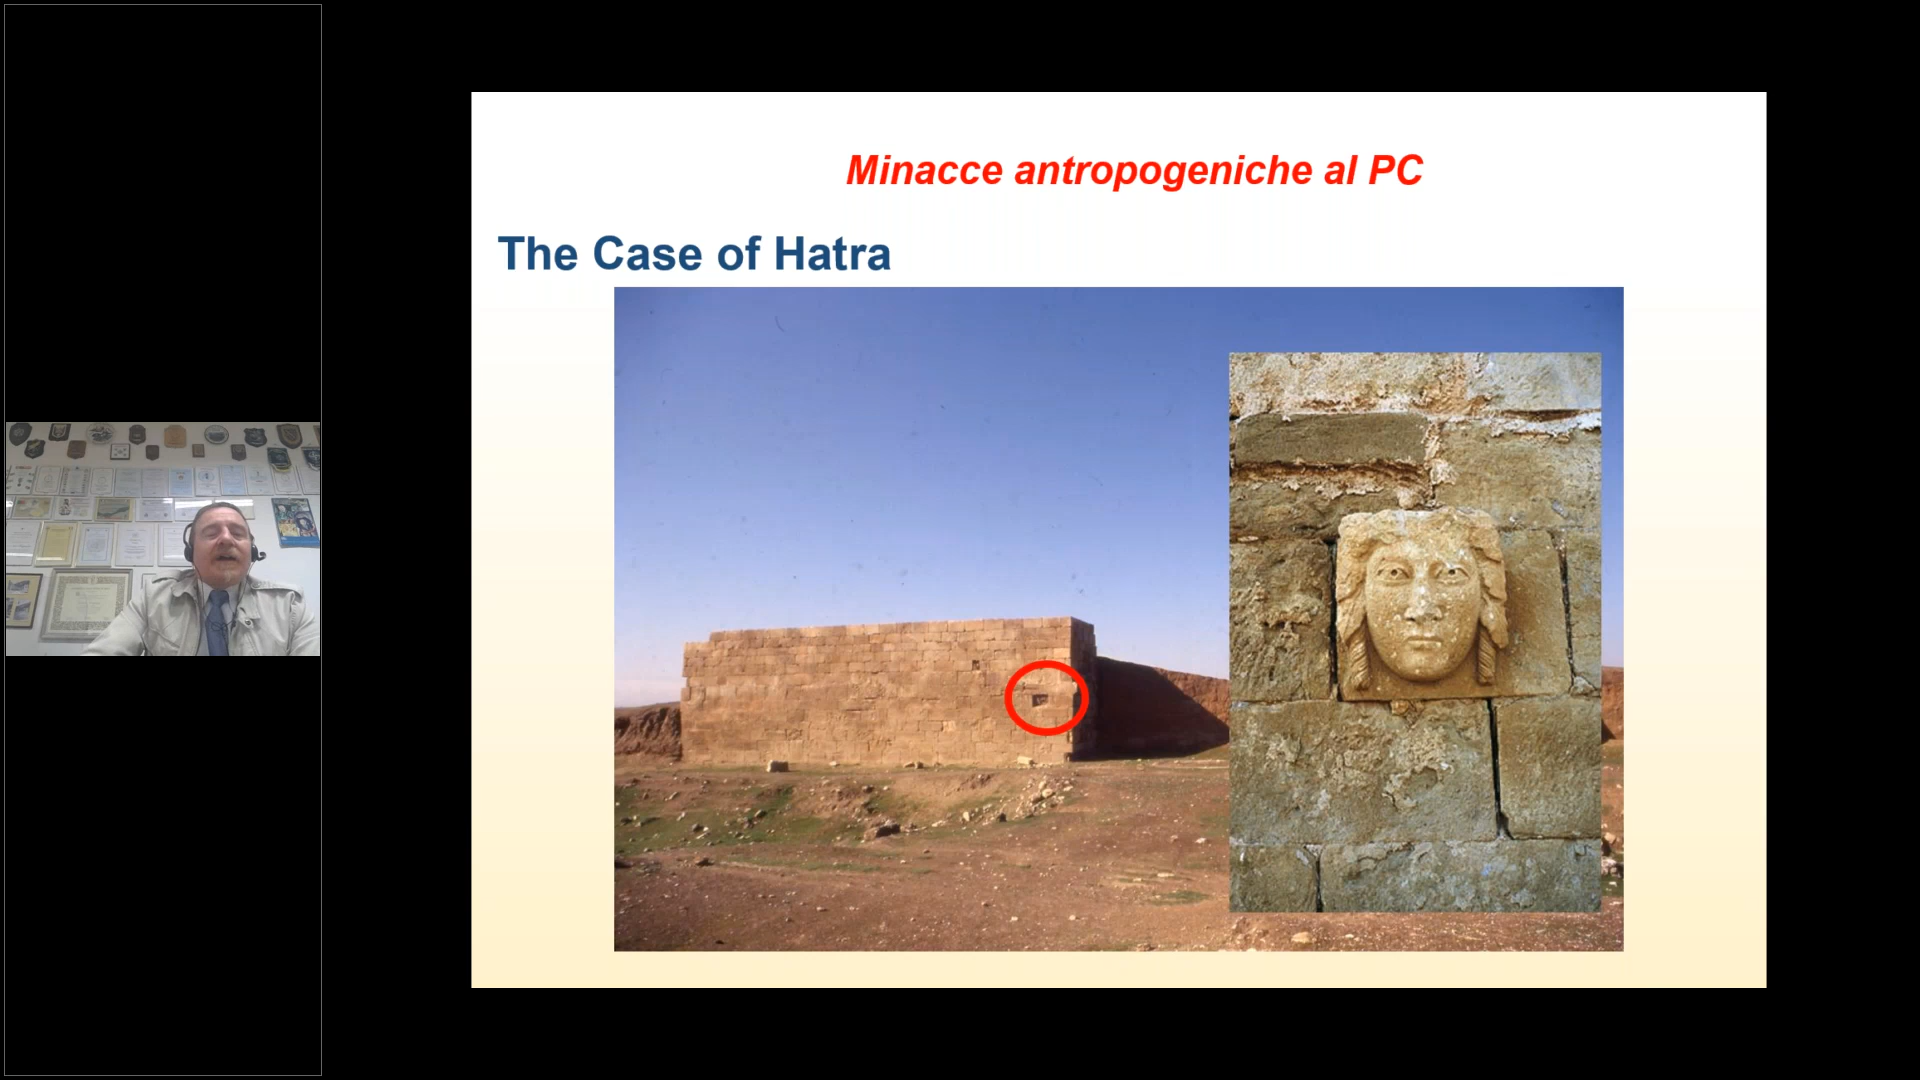 Minacce antropogeniche al PC
The Case of Hatra